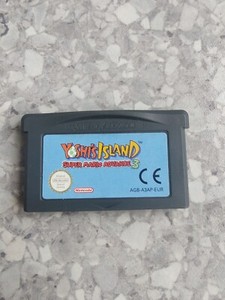 YOSHI'S ISLAND
SUPER MARIO ADVANCE 3
Nintendo
CE
AGB-A3AP-EUR